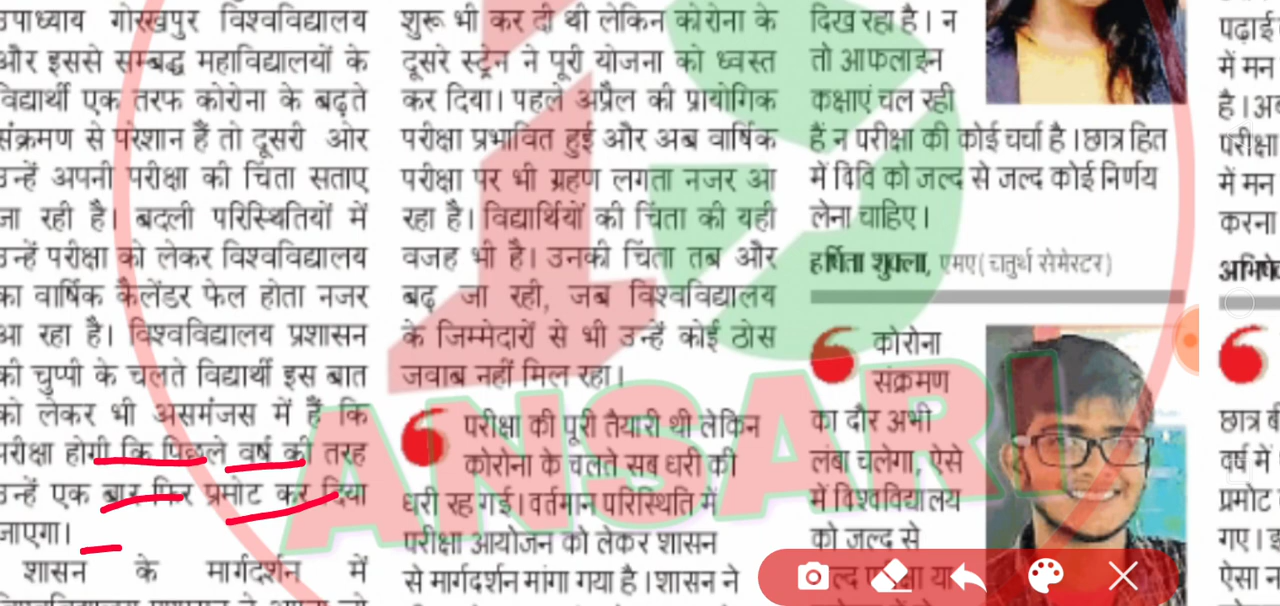 उपाध्याय गोरखपुर विश्वविद्यालय
और इससे सम्बद्ध महाविद्यालयों के
विद्यार्थी एक तरफ कोरोना के बढ़ते
संक्रमण से परेशान हैं तो दूसरी ओर
उन्हें अपनी परीक्षा की चिंता सताए
जा रही है। बदली परिस्थितियों में
उन्हें परीक्षा को लेकर विश्वविद्यालय
का वार्षिक कैलेंडर फेल होता नजर
आ रहा है। विश्वविद्यालय प्रशासन
की चुप्पी के चलते विद्यार्थी इस बात
को लेकर भी असमंजस में हैं कि
परीक्षा होगी कि पिछले वर्ष की तरह
उन्हें एक बार फिर प्रमोट कर दिया
जाएगा।
शासन के मार्गदर्शन में
शुरू भी कर दी थी लेकिन कोरोना के
दूसरे स्ट्रेन ने पूरी योजना को ध्वस्त
कर दिया। पहले अप्रैल की प्रायोगिक
परीक्षा प्रभावित हुई और अब वार्षिक
परीक्षा पर भी ग्रहण लगता नजर आ
रहा है। विद्यार्थियों की चिंता की यही
वजह भी है। उनकी चिंता तब और
बढ़ जा रही, जब विश्वविद्यालय
के जिम्मेदारों से भी उन्हें कोई ठोस
जवाब नहीं मिल रहा।
परीक्षा की पूरी तैयारी थी लेकिन
कोरोना के चलते सब धरी की
धरी रह गई। वर्तमान परिस्थिति में
परीक्षा आयोजन को लेकर शासन
से मार्गदर्शन मांगा गया है। शासन ने
दिख रहा है। न
तो आफलाइन
कक्षाएं चल रही
हैं न परीक्षा की कोई चर्चा है। छात्र हित
में विवि को जल्द से जल्द कोई निर्णय
लेना चाहिए।
हर्षिता शुक्ला, एमए( चतुर्थ सेमेस्टर)
कोरोना
संक्रमण
का दौर अभी
लंबा चलेगा, ऐसे
में विश्वविद्यालय
को जल्द से
पढ़ाई
में मन
है।
परीक्षा
में मन
करना
छात्र
वर्ष में
प्रमोट
गए।
ऐसा
ANSARI